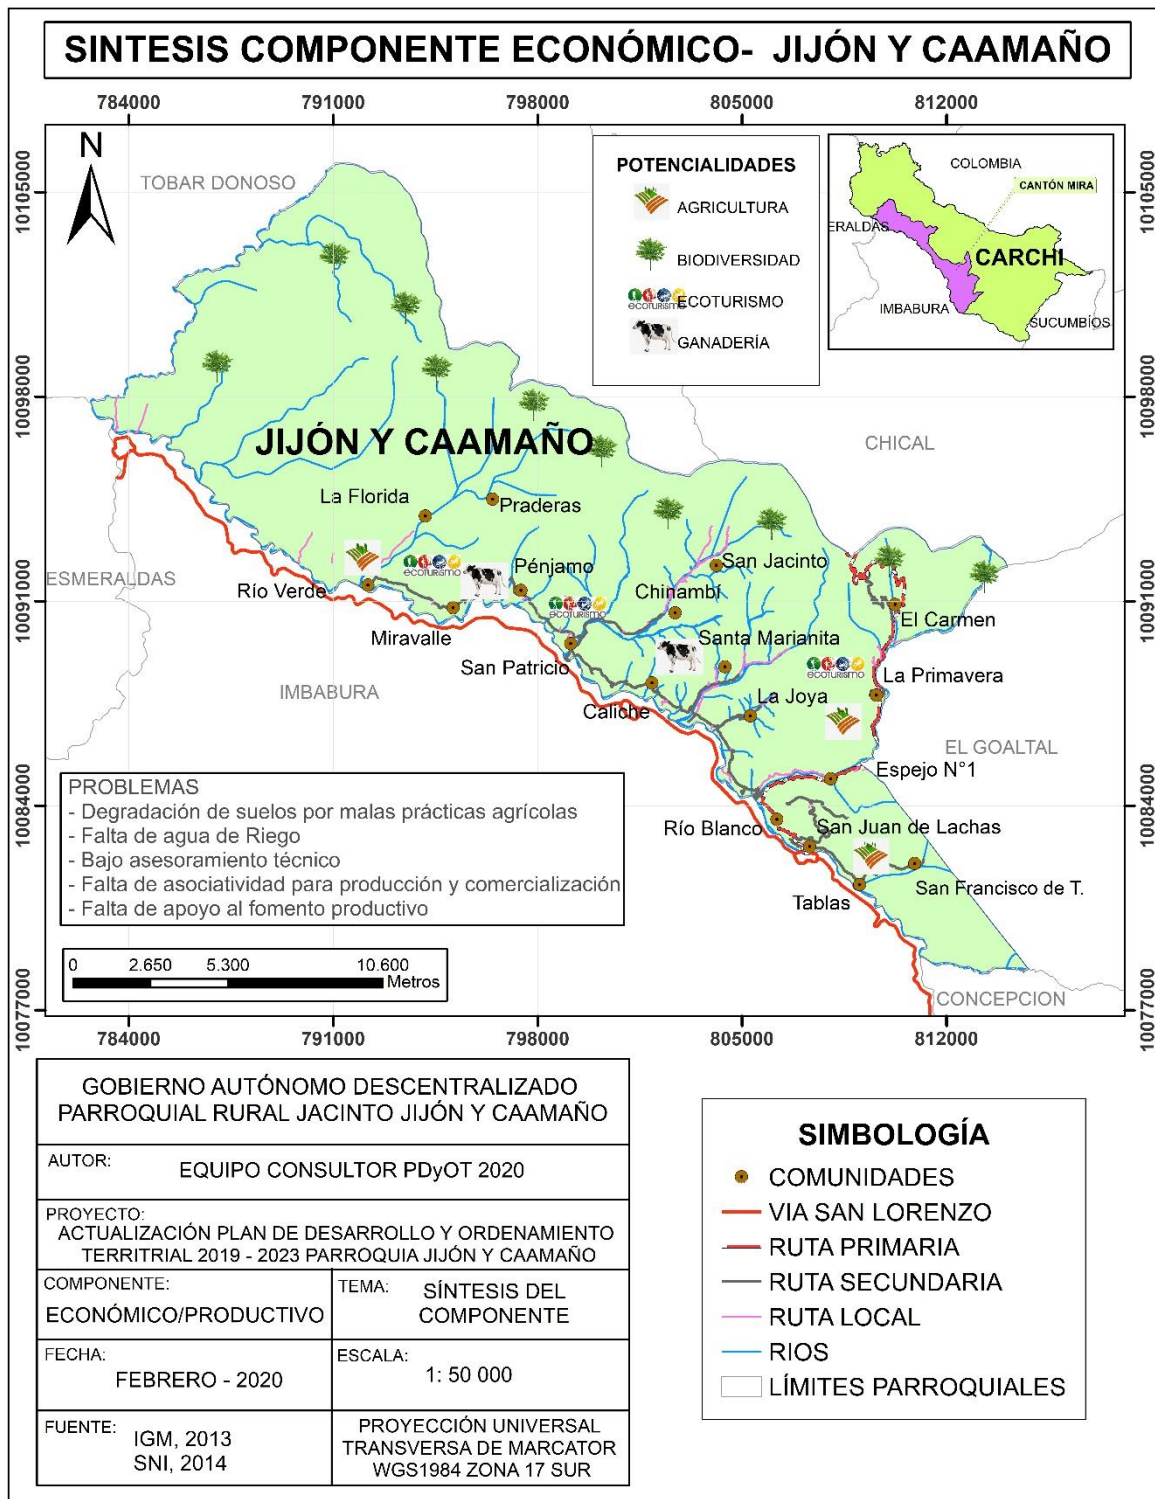 SINTESIS COMPONENTE ECONÓMICO- JIJÓN Y CAAMAÑO
784000 791000 798000 805000 812000
N
10105000
10098000
10091000
10084000
10077000
10105000
10098000
10091000
10084000
10077000
TOBAR DONOSO
POTENCIALIDADES
AGRICULTURA
BIODIVERSIDAD
ecoturismo ECOTURISMO
GANADERÍA
COLOMBIA
CANTÓN MIRA
ERALDAS
CARCHI
IMBABURA
SUCUMBÍOS
CHICAL
JIJÓN Y CAAMAÑO
La Florida
Praderas
ESMERALDAS
Río Verde
ecoturismo
Pénjamo
San Jacinto
Chinambí
ecoturismo
El Carmen
Miravalle
Santa Marianita
San Patricio
ecoturismo
La Primavera
IMBABURA
La Joya
Caliche
EL GOALTAL
Espejo N°1
Río Blanco
San Juan de Lachas
San Francisco de T.
Tablas
CONCEPCION
PROBLEMAS
- Degradación de suelos por malas prácticas agrícolas
- Falta de agua de Riego
- Bajo asesoramiento técnico
- Falta de asociatividad para producción y comercialización
- Falta de apoyo al fomento productivo
0 2.650 5.300 10.600
Metros
784000 791000 798000 805000 812000
GOBIERNO AUTÓNOMO DESCENTRALIZADO
PARROQUIAL RURAL JACINTO JIJÓN Y CAAMAÑO
AUTOR: EQUIPO CONSULTOR PDyOT 2020
PROYECTO:
ACTUALIZACIÓN PLAN DE DESARROLLO Y ORDENAMIENTO
TERRITRIAL 2019 - 2023 PARROQUIA JIJÓN Y CAAMAÑO
COMPONENTE:
ECONÓMICO/PRODUCTIVO
TEMA: SÍNTESIS DEL
COMPONENTE
FECHA:
FEBRERO - 2020
ESCALA:
1: 50 000
FUENTE: IGM, 2013
SNI, 2014
PROYECCIÓN UNIVERSAL
TRANSVERSA DE MARCATOR
WGS1984 ZONA 17 SUR
SIMBOLOGÍA
COMUNIDADES
VIA SAN LORENZO
RUTA PRIMARIA
RUTA SECUNDARIA
RUTA LOCAL
RIOS
LÍMITES PARROQUIALES